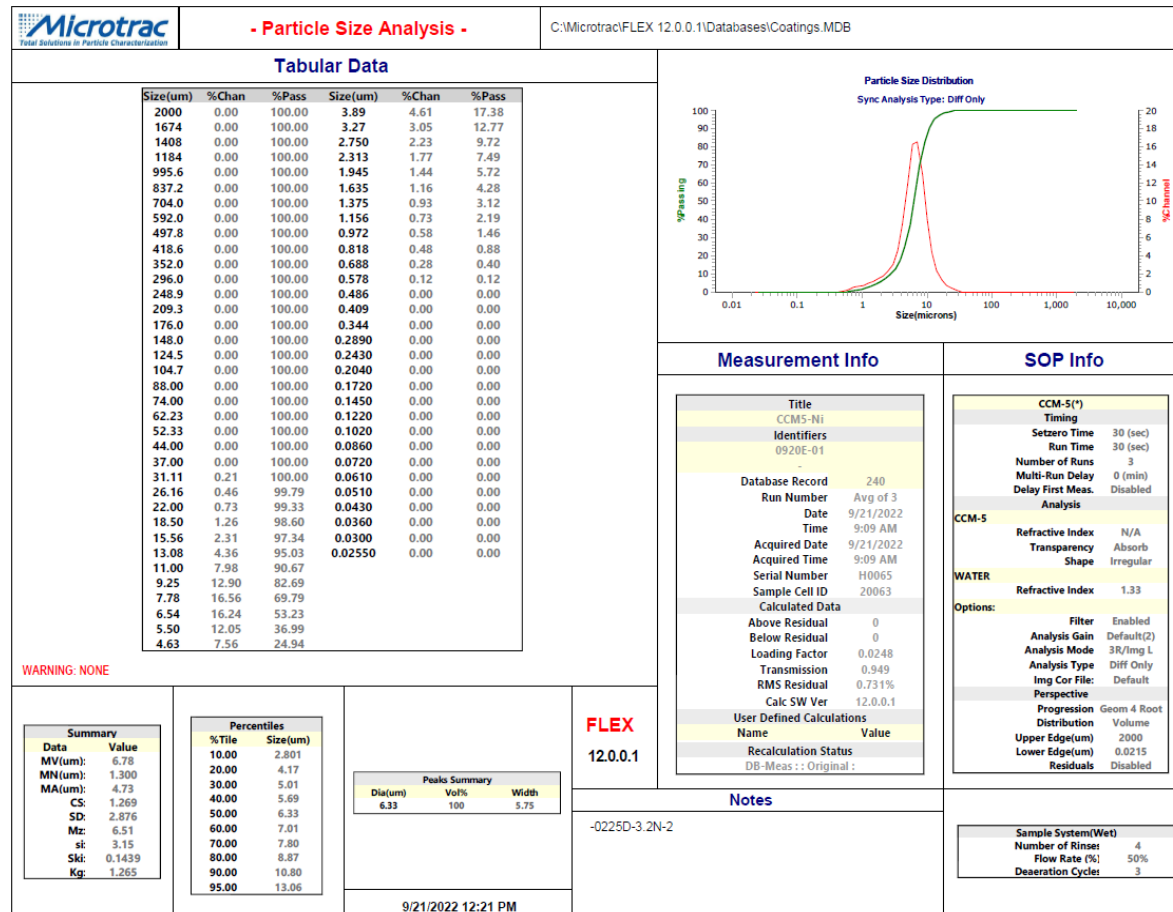 Microtrac
Total Solutions in Particle Characterization
- Particle Size Analysis -
C:\Microtrac\FLEX 12.0.0.1\Databases\Coatings.MDB
Tabular Data
Size(um) %Chan %Pass Size(um) %Chan %Pass
2000 0.00 100.00 3.89 4.61 17.38
1674 0.00 100.00 3.27 3.05 12.77
1408 0.00 100.00 2.750 2.23 9.72
1184 0.00 100.00 2.313 1.77 7.49
995.6 0.00 100.00 1.945 1.44 5.72
837.2 0.00 100.00 1.635 1.16 4.28
704.0 0.00 100.00 1.375 0.93 3.12
592.0 0.00 100.00 1.156 0.73 2.19
497.8 0.00 100.00 0.972 0.58 1.46
418.6 0.00 100.00 0.818 0.48 0.88
352.0 0.00 100.00 0.688 0.28 0.40
296.0 0.00 100.00 0.578 0.12 0.12
248.9 0.00 100.00 0.486 0.00 0.00
209.3 0.00 100.00 0.409 0.00 0.00
176.0 0.00 100.00 0.344 0.00 0.00
148.0 0.00 100.00 0.2890 0.00 0.00
124.5 0.00 100.00 0.2430 0.00 0.00
104.7 0.00 100.00 0.2040 0.00 0.00
88.00 0.00 100.00 0.1720 0.00 0.00
74.00 0.00 100.00 0.1450 0.00 0.00
62.23 0.00 100.00 0.1220 0.00 0.00
52.33 0.00 100.00 0.1020 0.00 0.00
44.00 0.00 100.00 0.0860 0.00 0.00
37.00 0.00 100.00 0.0720 0.00 0.00
31.11 0.21 100.00 0.0610 0.00 0.00
26.16 0.46 99.79 0.0510 0.00 0.00
22.00 0.73 99.33 0.0430 0.00 0.00
18.50 1.26 98.60 0.0360 0.00 0.00
15.56 2.31 97.34 0.0300 0.00 0.00
13.08 4.36 95.03 0.02550 0.00 0.00
11.00 7.98 90.67
9.25 12.90 82.69
7.78 16.56 69.79
6.54 16.24 53.23
5.50 12.05 36.99
4.63 7.56 24.94
WARNING: NONE
Particle Size Distribution
Sync Analysis Type: Diff Only
100 20
90 18
80 16
70 14
60 12
50 10
40 8
30 6
20 4
10 2
0 0
%Passing
%Channel
0.01 0.1 1 10 100 1,000 10,000
Size(microns)
Measurement Info
Title
CCM5-Ni
Identifiers
0920E-01
-
Database Record 240
Run Number Avg of 3
Date 9/21/2022
Time 9:09 AM
Acquired Date 9/21/2022
Acquired Time 9:09 AM
Serial Number H0065
Sample Cell ID 20063
Calculated Data
Above Residual 0
Below Residual 0
Loading Factor 0.0248
Transmission 0.949
RMS Residual 0.731%
Calc SW Ver 12.0.0.1
User Defined Calculations
Name Value
Recalculation Status
DB-Meas : : Original :
SOP Info
CCM-5(*)
Timing
Setzero Time 30 (sec)
Run Time 30 (sec)
Number of Runs 3
Multi-Run Delay 0 (min)
Delay First Meas. Disabled
Analysis
CCM-5
Refractive Index N/A
Transparency Absorb
Shape Irregular
WATER
Refractive Index 1.33
Options:
Filter Enabled
Analysis Gain Default(2)
Analysis Mode 3R/Img L
Analysis Type Diff Only
Img Cor File: Default
Perspective
Progression Geom 4 Root
Distribution Volume
Upper Edge(um) 2000
Lower Edge(um) 0.0215
Residuals Disabled
Summary
Data Value
MV(um): 6.78
MN(um): 1.300
MA(um): 4.73
CS: 1.269
SD: 2.876
Mz: 6.51
si: 3.15
Ski: 0.1439
Kg: 1.265
Percentiles
%Tile Size(um)
10.00 2.801
20.00 4.17
30.00 5.01
40.00 5.69
50.00 6.33
60.00 7.01
70.00 7.80
80.00 8.87
90.00 10.80
95.00 13.06
Peaks Summary
Dia(um) Vol% Width
6.33 100 5.75
9/21/2022 12:21 PM
FLEX
12.0.0.1
Notes
-0225D-3.2N-2
Sample System(Wet)
Number of Rinses 4
Flow Rate (%) 50%
Deaeration Cycles 3